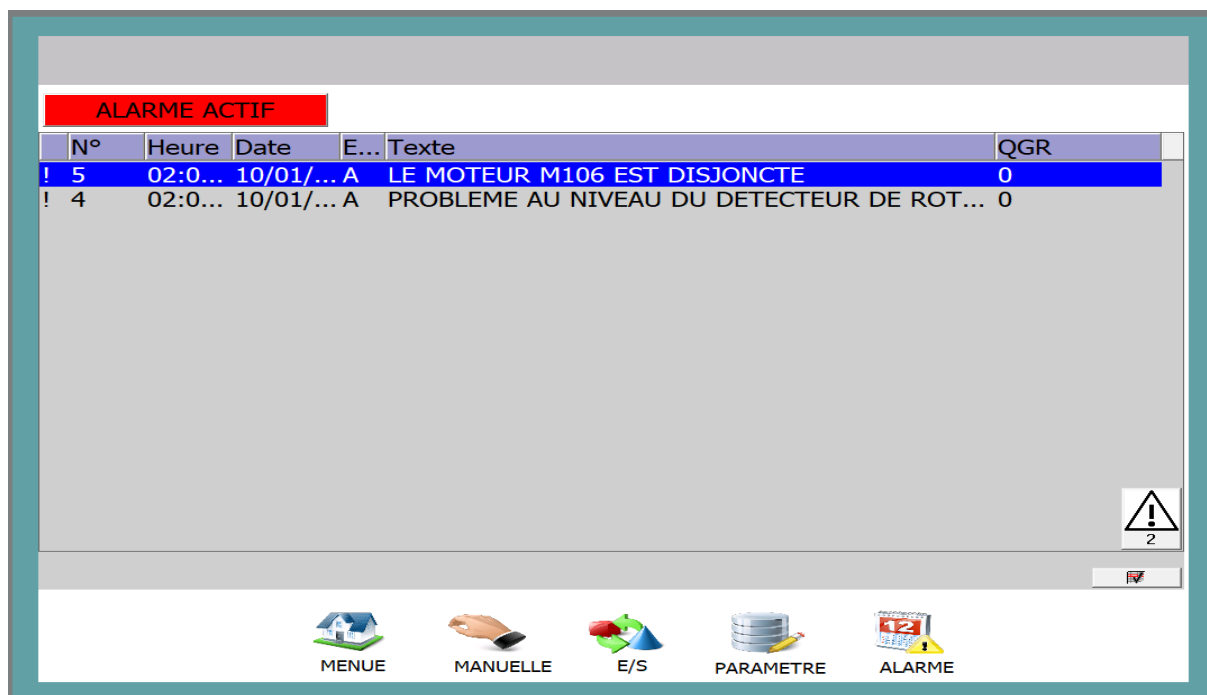 ALARME ACTIF
N° Heure Date E... Texte QGR
! 5 02:0... 10/01/... A LE MOTEUR M106 EST DISJONCTE 0
! 4 02:0... 10/01/... A PROBLEME AU NIVEAU DU DETECTEUR DE ROT... 0
!
2
12
!
MENUE MANUELLE E/S PARAMETRE ALARME